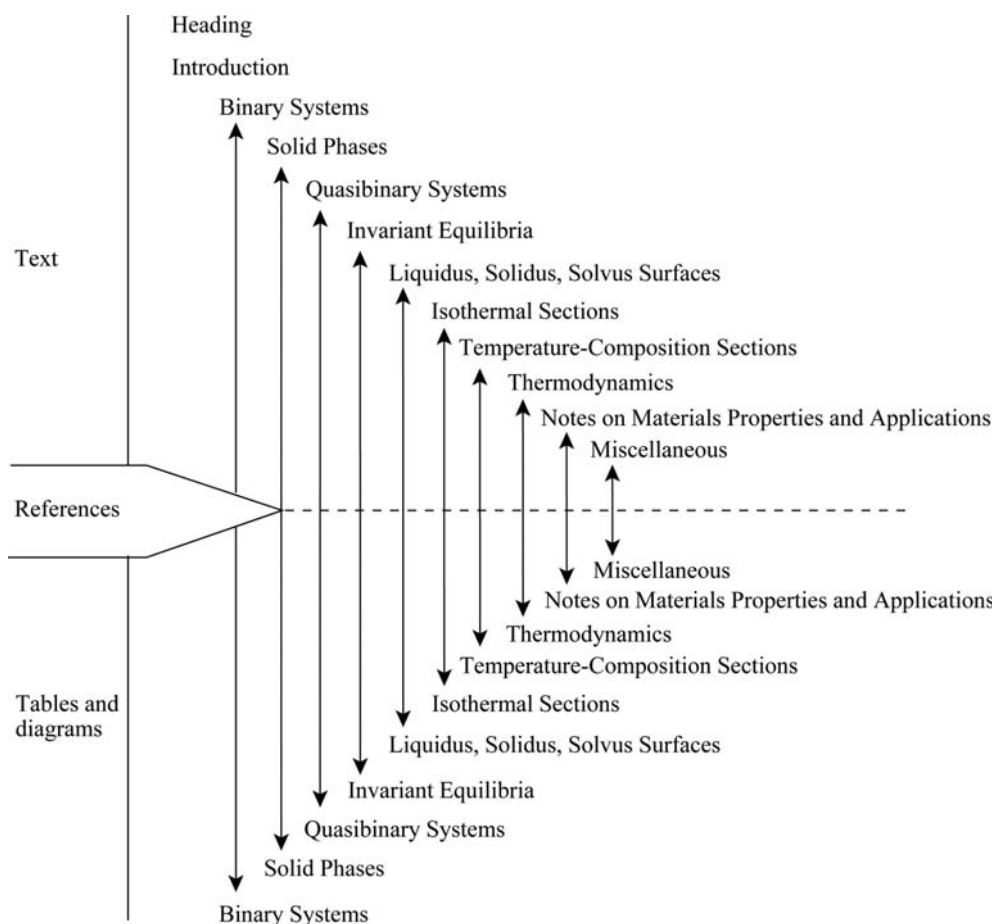 Heading
Introduction
Binary Systems
Solid Phases
Quasibinary Systems
Invariant Equilibria
Text
Liquidus, Solidus, Solvus Surfaces
Isothermal Sections
Temperature-Composition Sections
Thermodynamics
Notes on Materials Properties and Applications
Miscellaneous
References
Miscellaneous
Notes on Materials Properties and Applications
Thermodynamics
Temperature-Composition Sections
Tables and
diagrams
Isothermal Sections
Liquidus, Solidus, Solvus Surfaces
Invariant Equilibria
Quasibinary Systems
Solid Phases
Binary Systems